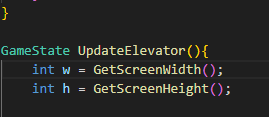 }
GameState UpdateElevator(){
    int w = GetScreenWidth();
    int h = GetScreenHeight();